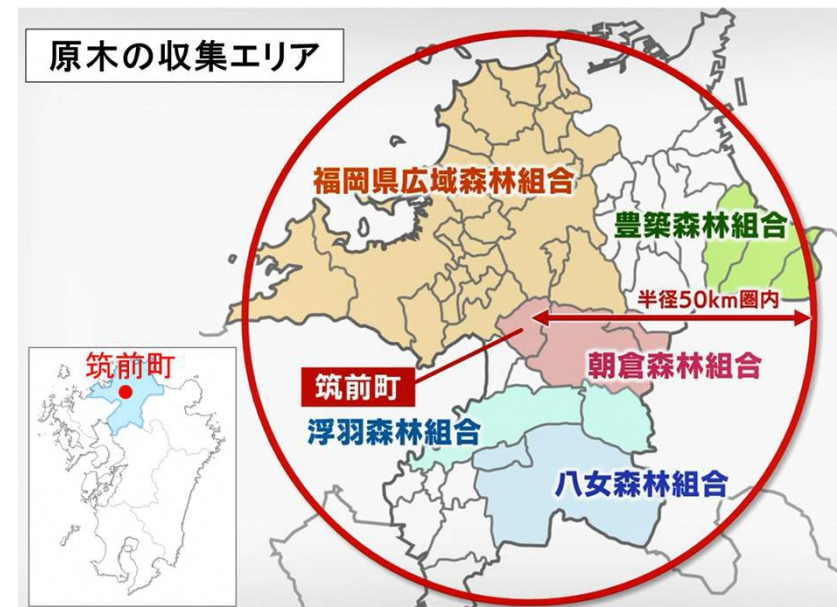 原木の収集エリア
福岡県広域森林組合
豊築森林組合
半径50km圏内
筑前町
朝倉森林組合
筑前町
浮羽森林組合
八女森林組合